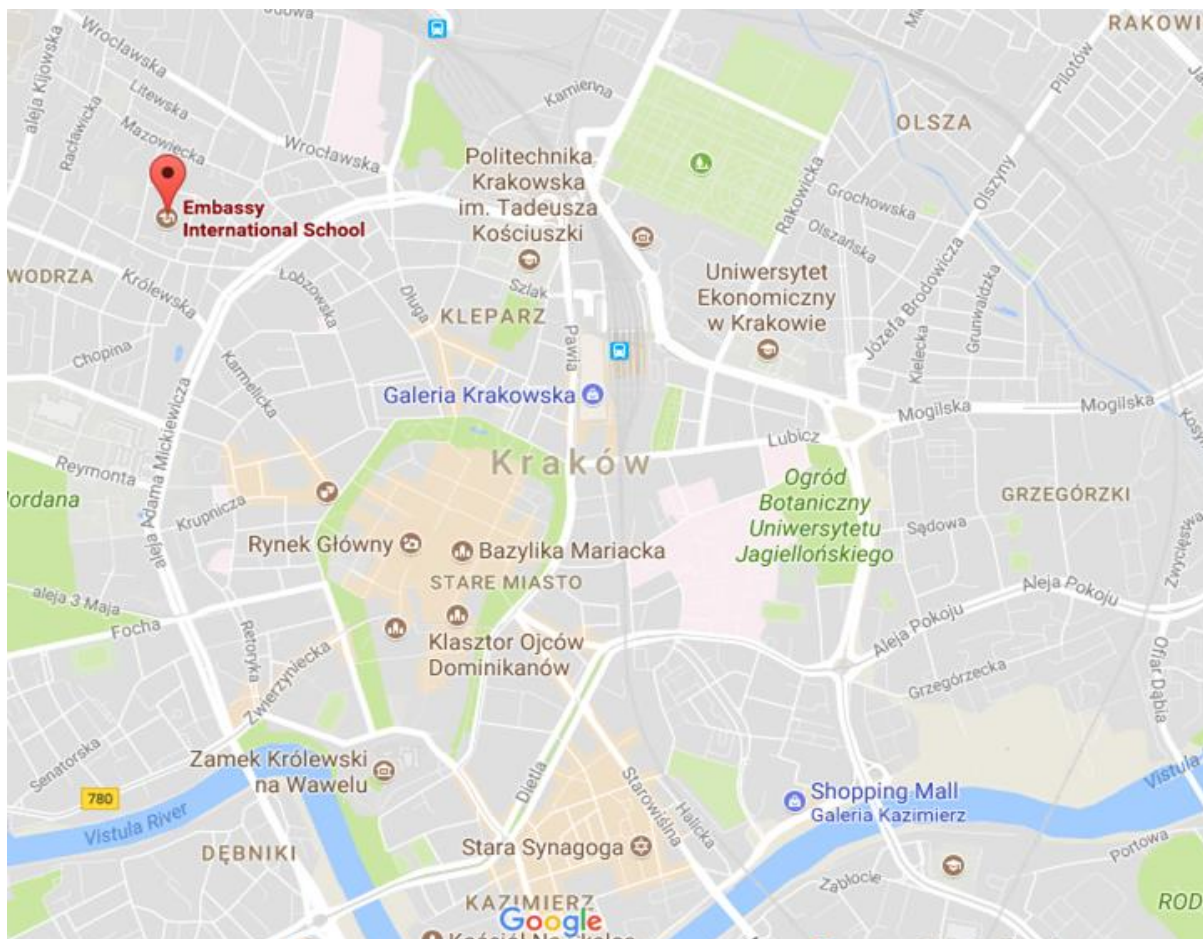 Wrocławska
Judowa
RAKOWI
aleja Kijowska
Racławicka
Litewska
Mazowiecka
Wrocławska
Kamienna
Pilotów
OLSZA
Politechnika
Krakowska
im. Tadeusza
Kościuszki
Rakowicka
Grochowska
Olszyny
Olszańska
Embassy
International School
WODRZA
Królewska
Łobzowska
Długa
Szlak
KLEPARZ
Uniwersytet
Ekonomiczny
w Krakowie
Józefa Brodowicza
Kielecka
Grunwaldzka
Chopina
Karmelicka
Pawia
Galeria Krakowska
aleja Adama Mickiewicza
Mogilska
Mogilska
Lubicz
Kraków
Reymonta
Jordana
Krupnicza
Ogród
Botaniczny
Uniwersytetu
Jagiellońskiego
GRZEGÓRZKI
Sądowa
Rynek Główny
Bazylika Mariacka
STARE MIASTO
Zwycięstwa
aleja 3 Maja
Focha
Retoryka
Klasztor Ojców
Dominikanów
Aleja Pokoju
Aleja Pokoju
Grzegórzecka
Ofiar Dąbia
Zwierzyniecka
Senatorska
Zamek Królewski
na Wawelu
Dietla
Starowiślna
Halicka
Shopping Mall
Galeria Kazimierz
Vistula
780
Vistula River
DĘBNIKI
Stara Synagoga
Zabłocie
Portowa
KAZIMIERZ
ROD
Google